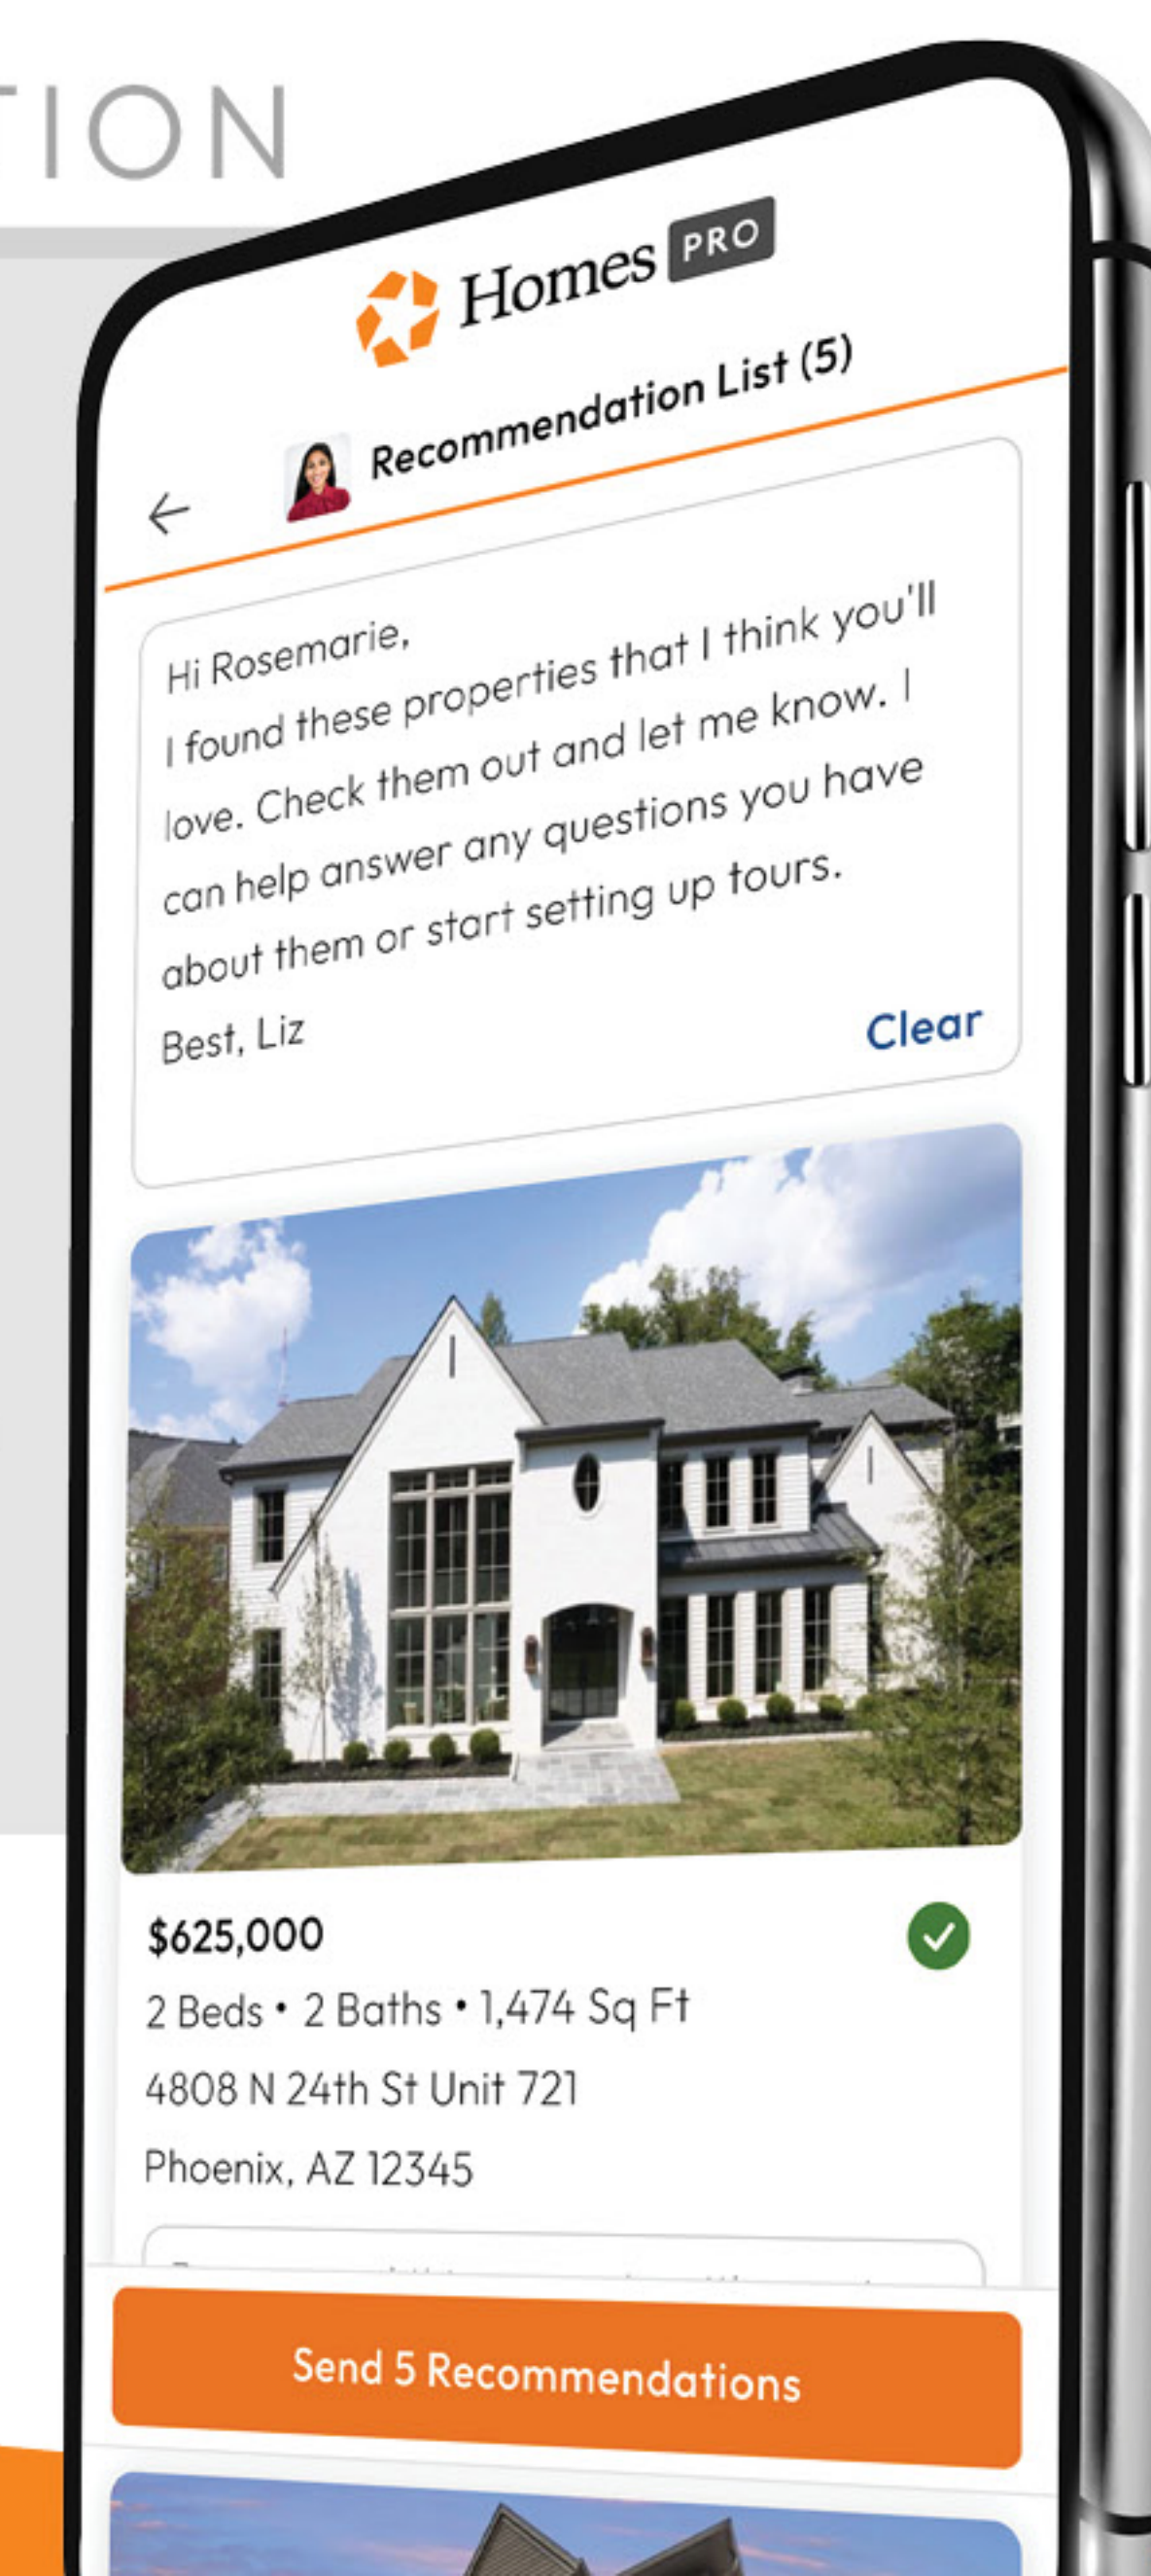 TION
Homes PRO
Recommendation List (5)
Hi Rosemarie,
I found these properties that I think you'll
love. Check them out and let me know. I
can help answer any questions you have
about them or start setting up tours.
Best, Liz
Clear
$625,000
2 Beds • 2 Baths • 1,474 Sq Ft
4808 N 24th St Unit 721
Phoenix, AZ 12345
Send 5 Recommendations